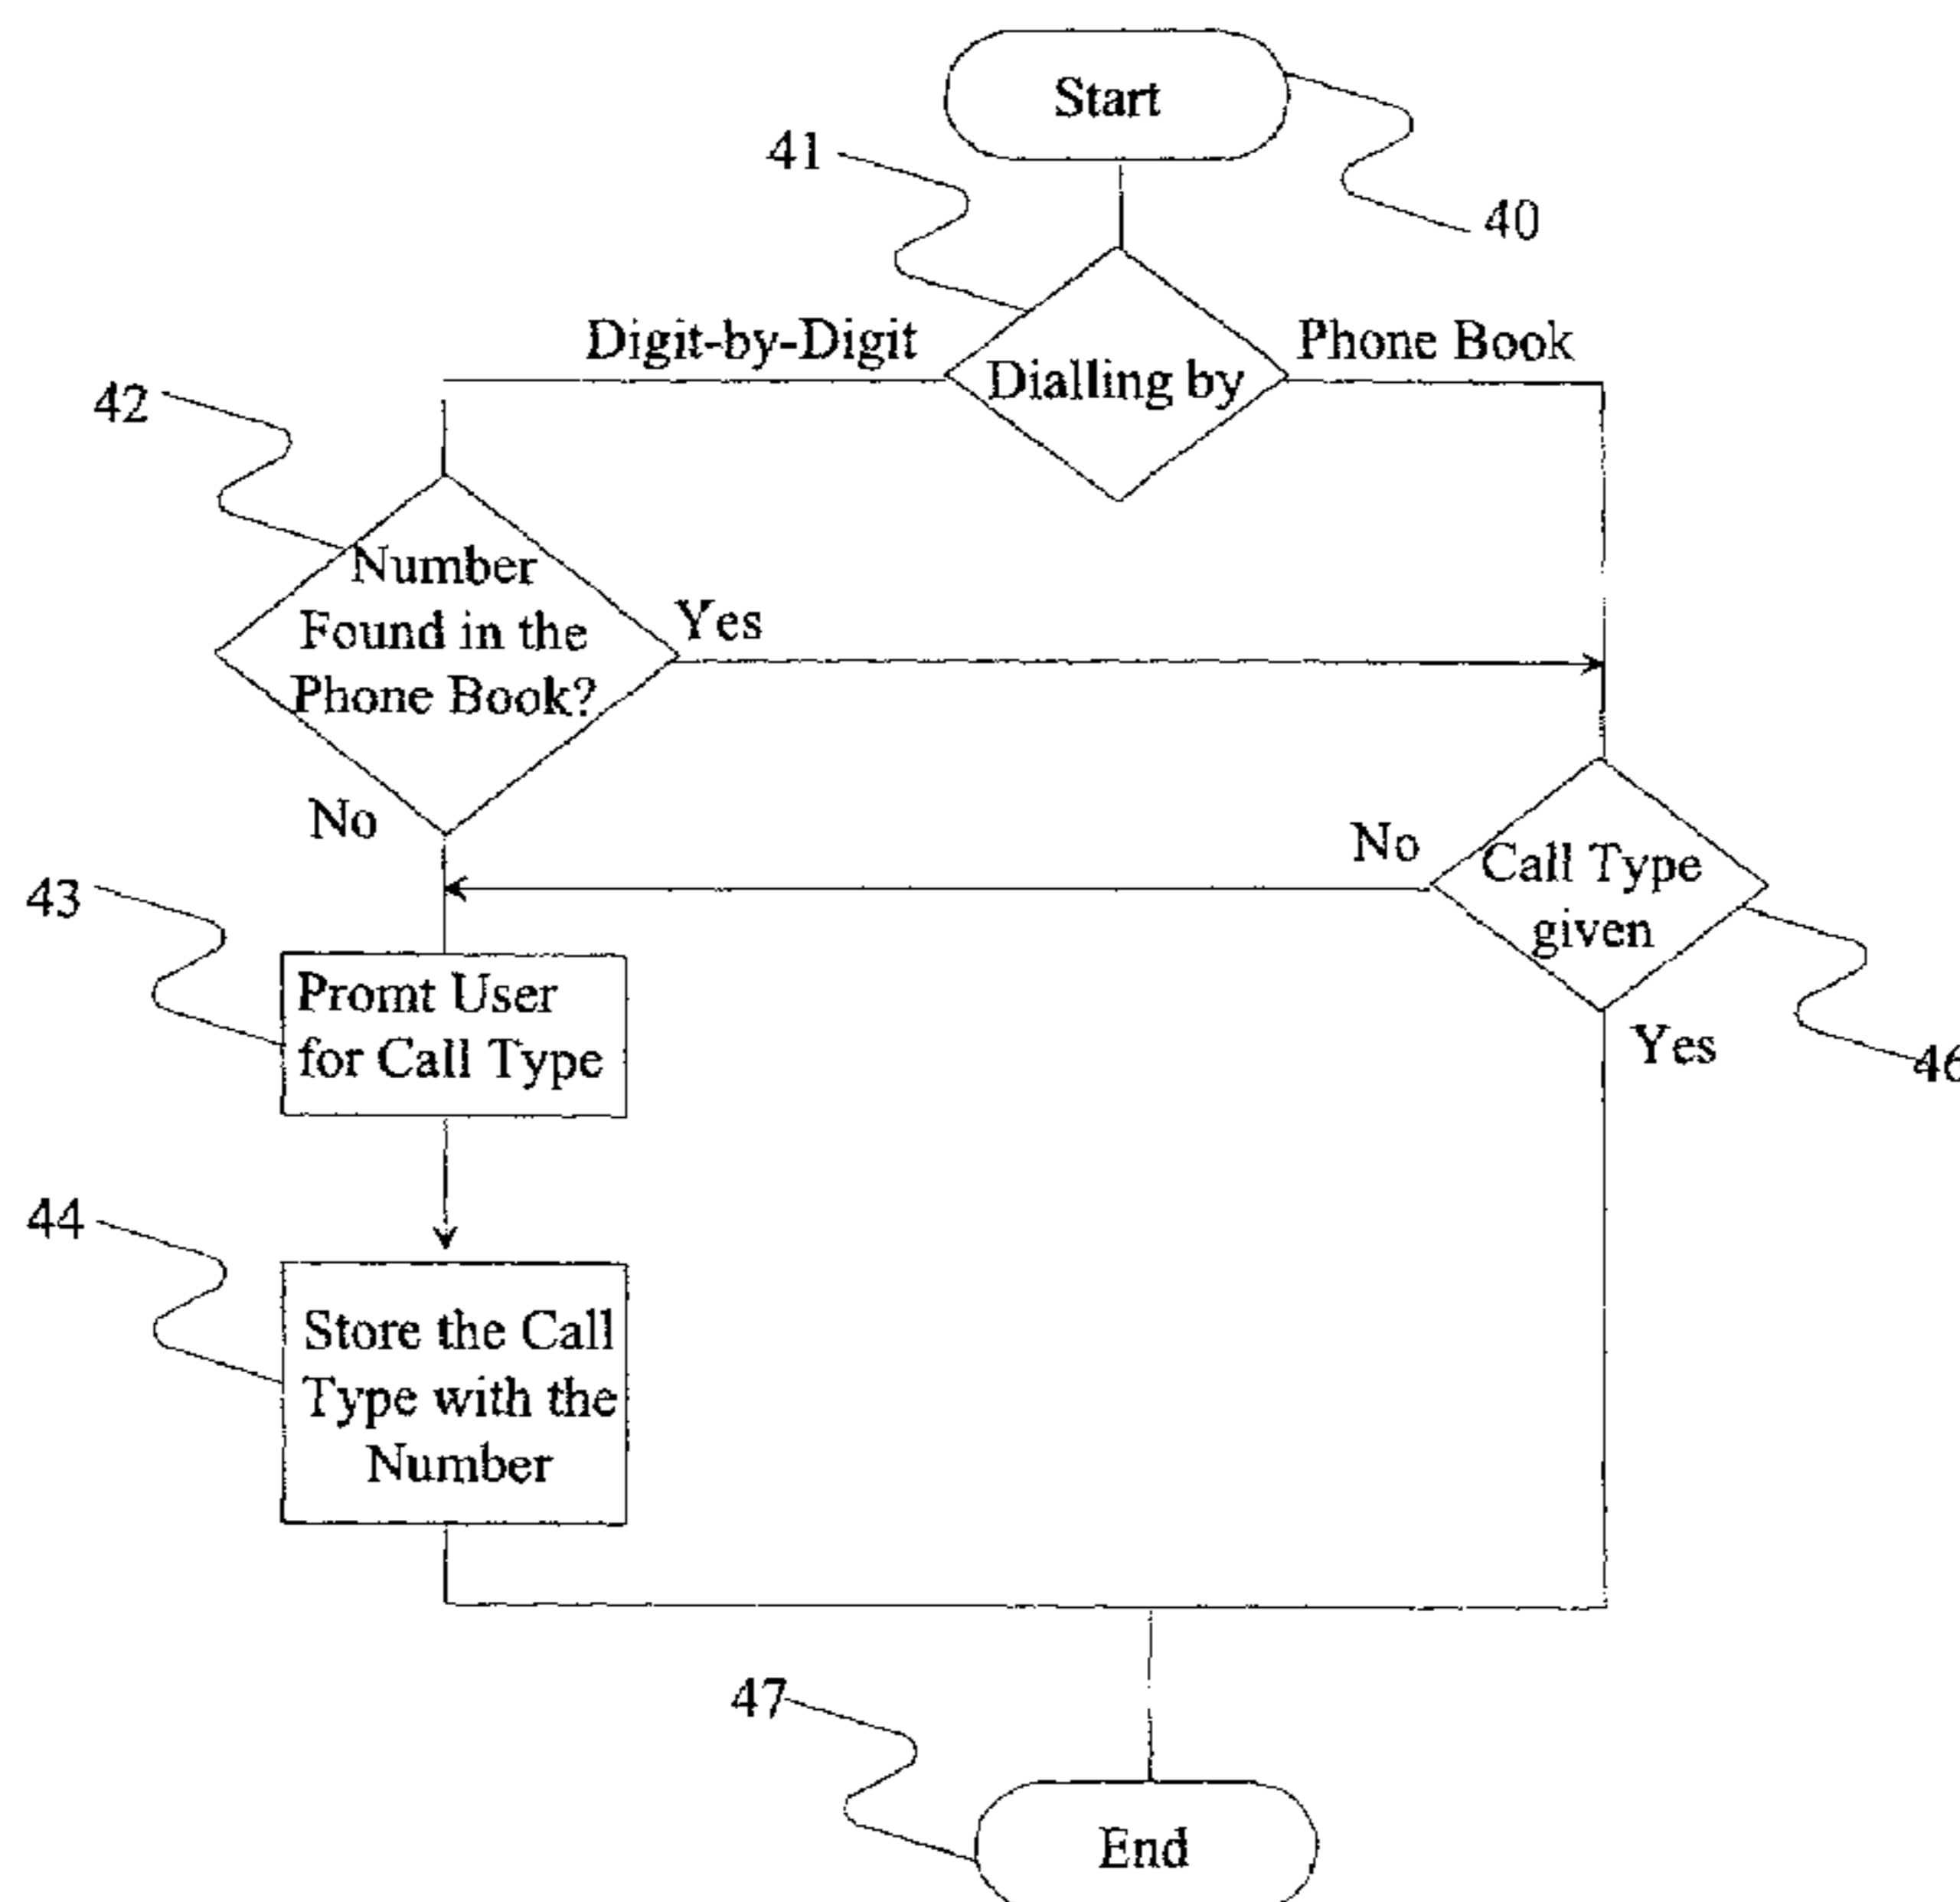 Start
41
40
Digit-by-Digit
Phone Book
Dialling by
42
Number
Found in the
Phone Book?
Yes
No
No
Call Type
given
43
Promt User
for Call Type
Yes
46
44
Store the Call
Type with the
Number
47
End